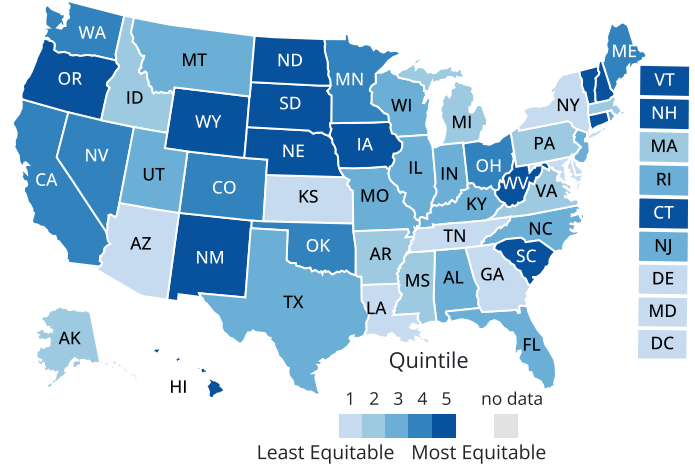 WA
ME
MT
ND
VT
OR
MN
ID
SD
WI
NY
NH
MI
WY
MA
IA
PA
NE
NV
IL
IN
OH
RI
UT
CO
WV
VA
CA
KS
MO
KY
CT
NC
AZ
TN
NM
OK
AR
SC
NJ
MS
AL
GA
DE
TX
LA
MD
AK
FL
DC
HI
Quintile
1 2 3 4 5 no data
Least Equitable Most Equitable